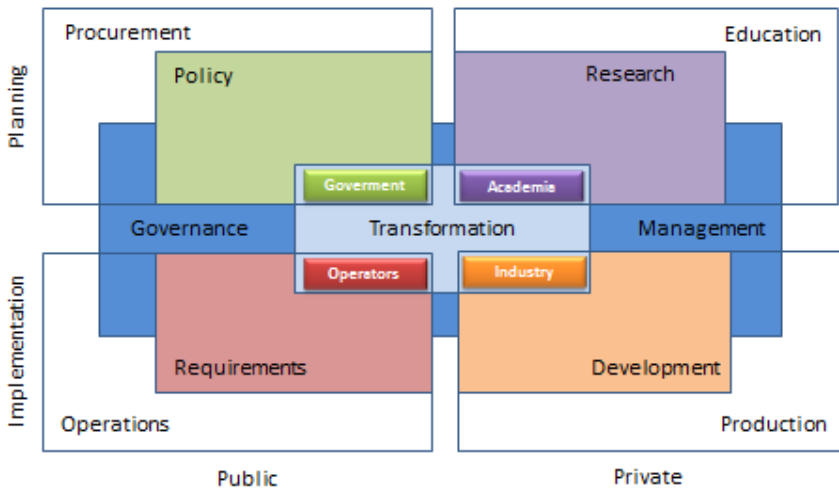 Procurement
Education
Policy
Research
Planning
Goverment
Academia
Governance
Transformation
Management
Operators
Industry
Implementation
Requirements
Development
Operations
Production
Public
Private